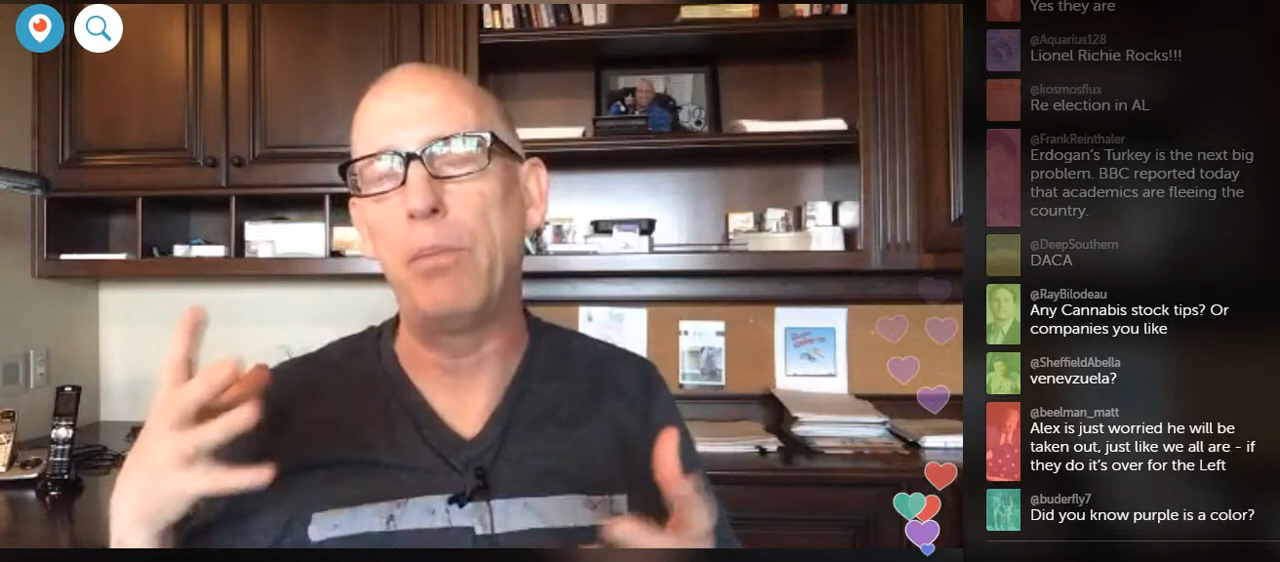 Yes they are
@Aquarius128
Lionel Richie Rocks!!!
@kosmosflux
Re election in AL
@FrankReinthaler
Erdogan's Turkey is the next big
problem. BBC reported today
that academics are fleeing the
country.
@DeepSouthern
DACA
@RayBilodeau
Any Cannabis stock tips? Or
companies you like
@SheffieldAbella
venevzuela?
@beelman_matt
Alex is just worried he will be
taken out, just like we all are - if
they do it's over for the Left
@buderfly7
Did you know purple is a color?